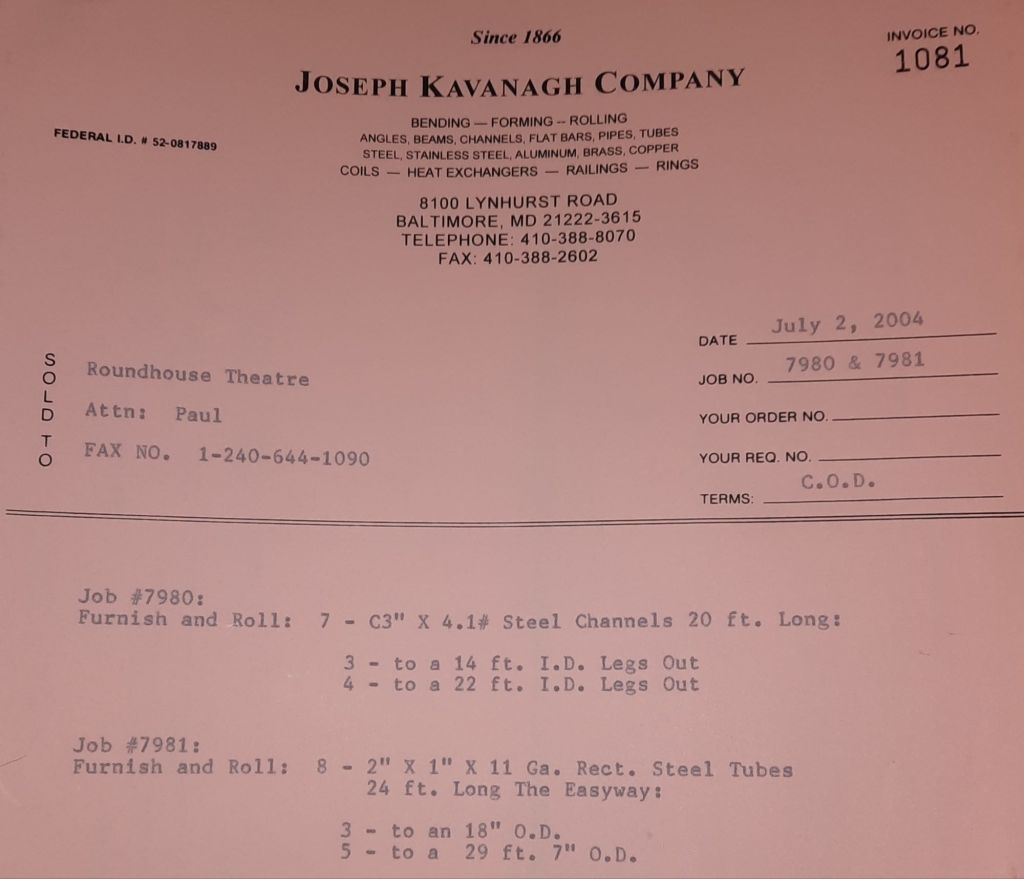 Since 1866
INVOICE NO.
1081
JOSEPH KAVANAGH COMPANY
BENDING — FORMING -- ROLLING
ANGLES, BEAMS, CHANNELS, FLAT BARS, PIPES, TUBES
STEEL, STAINLESS STEEL, ALUMINUM, BRASS, COPPER
COILS — HEAT EXCHANGERS — RAILINGS — RINGS
FEDERAL I.D. # 52-0817889
8100 LYNHURST ROAD
BALTIMORE, MD 21222-3615
TELEPHONE: 410-388-8070
FAX: 410-388-2602
SOLD TO
Roundhouse Theatre
Attn: Paul
FAX NO. 1-240-644-1090
DATE July 2, 2004
JOB NO. 7980 & 7981
YOUR ORDER NO.
YOUR REQ. NO.
TERMS: C.O.D.
Job #7980:
Furnish and Roll: 7 - C3" X 4.1# Steel Channels 20 ft. Long:
3 - to a 14 ft. I.D. Legs Out
4 - to a 22 ft. I.D. Legs Out
Job #7981:
Furnish and Roll: 8 - 2" X 1" X 11 Ga. Rect. Steel Tubes
24 ft. Long The Easyway:
3 - to an 18" O.D.
5 - to a 29 ft. 7" O.D.